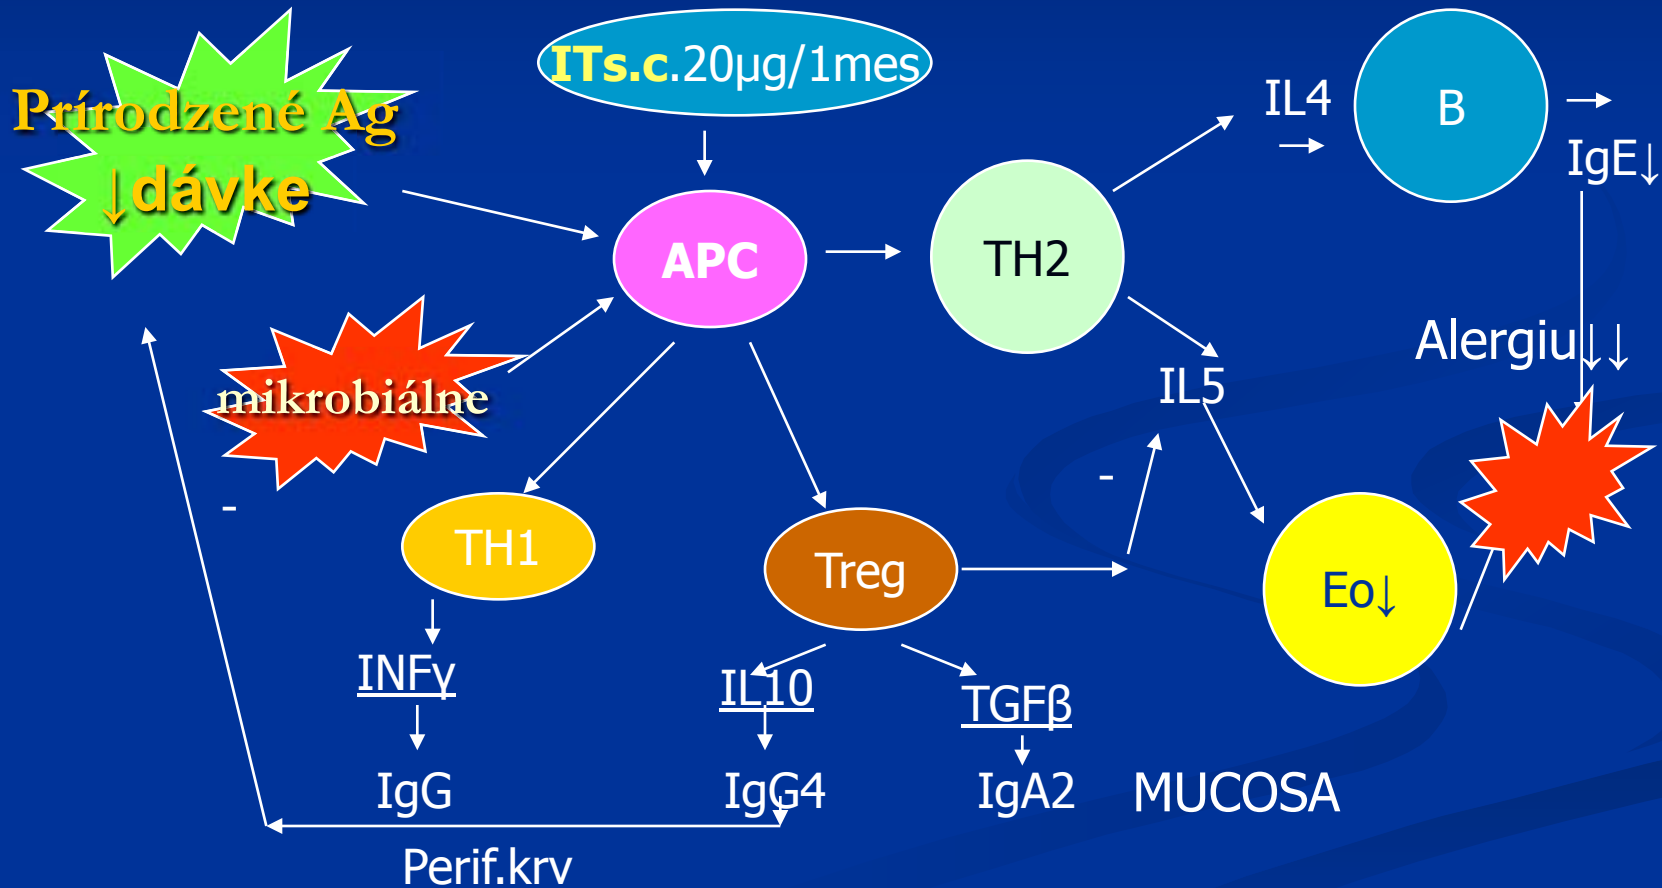 Prírodzené Ag
↓dávke
ITs.c.20µg/1mes
IL4
B
IgE↓
APC
TH2
Alergiu↓↓
mikrobiálne
IL5
-
-
TH1
Treg
Eo↓
INFγ
IL10
TGFβ
IgG
IgG4
IgA2
MUCOSA
Perif.krv